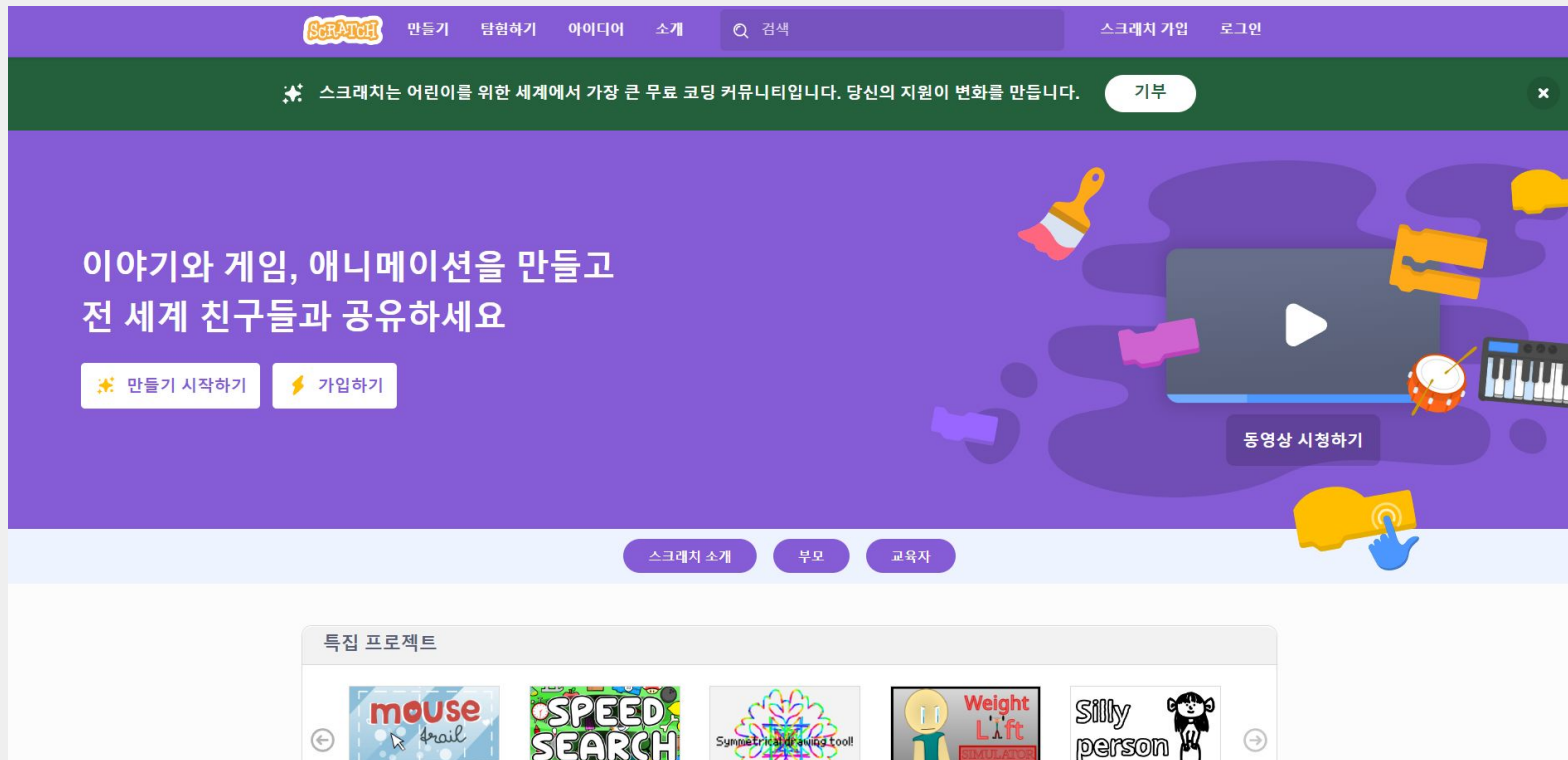 SCRATCH 만들기 탐험하기 아이디어 소개 검색 스크래치 가입 로그인
스크래치는 어린이를 위한 세계에서 가장 큰 무료 코딩 커뮤니티입니다. 당신의 지원이 변화를 만듭니다. 기부
이야기와 게임, 애니메이션을 만들고
전 세계 친구들과 공유하세요
만들기 시작하기 가입하기
동영상 시청하기
스크래치 소개 부모 교육자
특집 프로젝트
mouse
trail
SPEED
SEARCH
Symmetrical drawing tool!
Weight
Lift
SIMULATOR
Silly
person